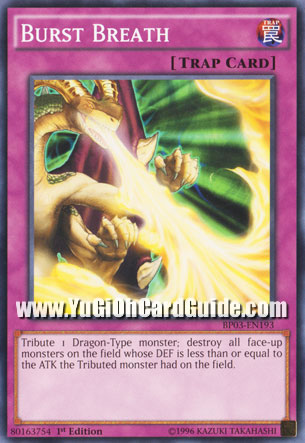 BURST BREATH
TRAP
罠
[TRAP CARD]
www.YuGiOhCardGuide.com
BP03-EN193
Tribute 1 Dragon-Type monster; destroy all face-up
monsters on the field whose DEF is less than or equal to
the ATK the Tributed monster had on the field.
80163754 1st Edition ©1996 KAZUKI TAKAHASHI